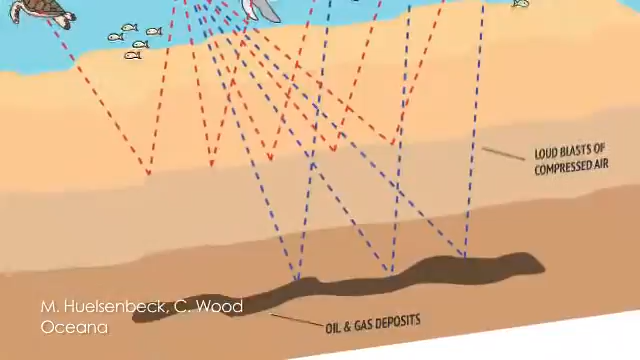 LOUD BLASTS OF
COMPRESSED AIR
M. Huelsenbeck, C. Wood
Oceana
OIL & GAS DEPOSITS